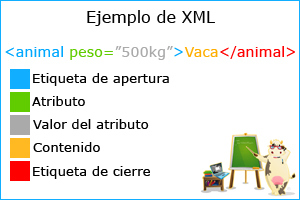 Ejemplo de XML
<animal peso=”500kg”>Vaca</animal>
Etiqueta de apertura
Atributo
Valor del atributo
Contenido
Etiqueta de cierre